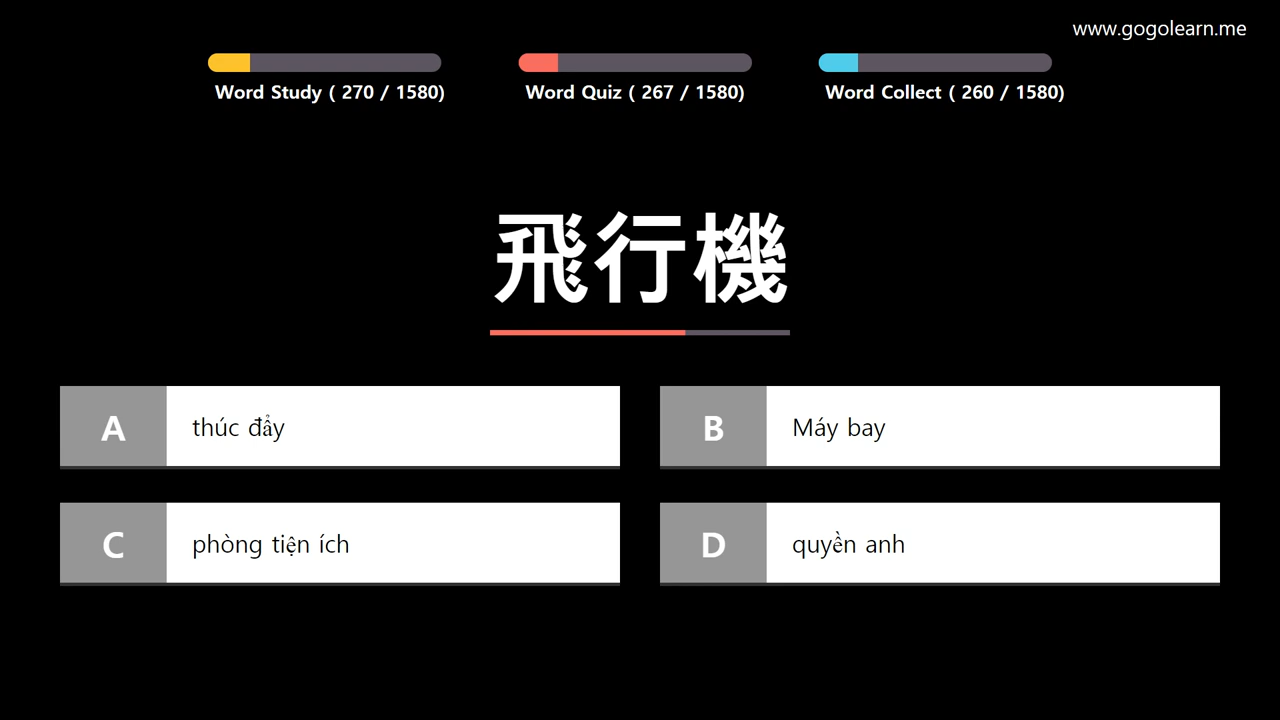 www.gogolearn.me
Word Study ( 270 / 1580)
Word Quiz ( 267 / 1580)
Word Collect ( 260 / 1580)
飛行機
A thúc đẩy
B Máy bay
C phòng tiện ích
D quyền anh